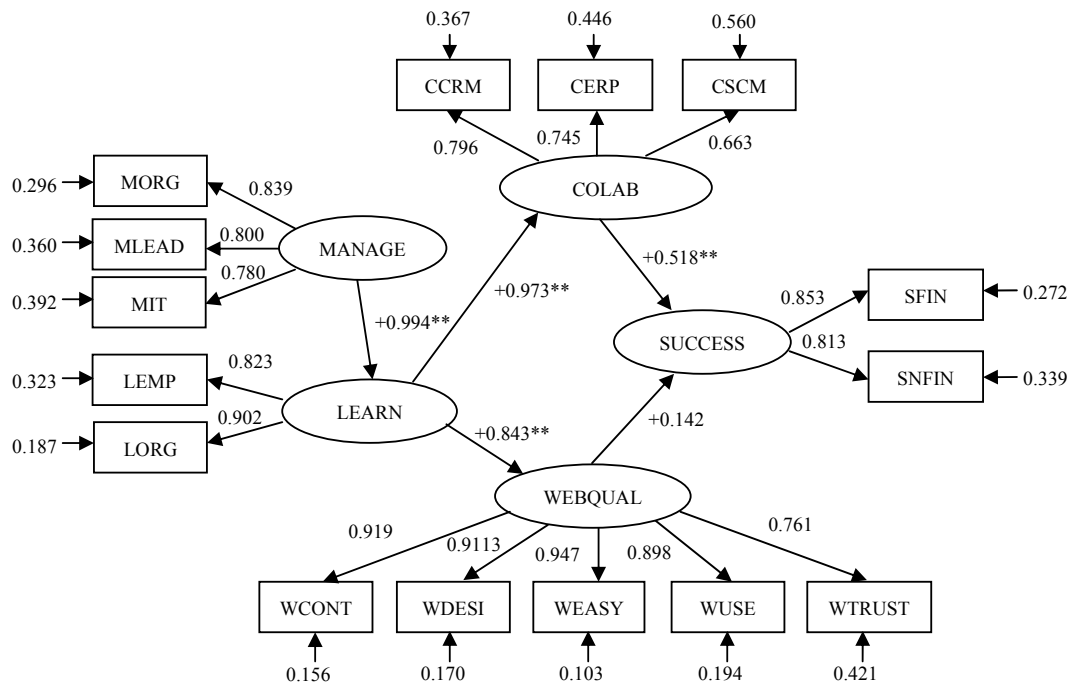 0.367 0.446 0.560
CCRM CERP CSCM
0.796 0.745 0.663
COLAB
0.296 MORG 0.839
0.360 MLEAD 0.800 MANAGE
0.392 MIT 0.780
+0.994** +0.973** +0.518**
SUCCESS
0.853 SFIN 0.272
0.813 SNFIN 0.339
0.323 LEMP 0.823
0.187 LORG 0.902 LEARN
+0.843** +0.142
WEBQUAL
0.919 0.9113 0.947 0.898 0.761
WCONT WDESI WEASY WUSE WTRUST
0.156 0.170 0.103 0.194 0.421